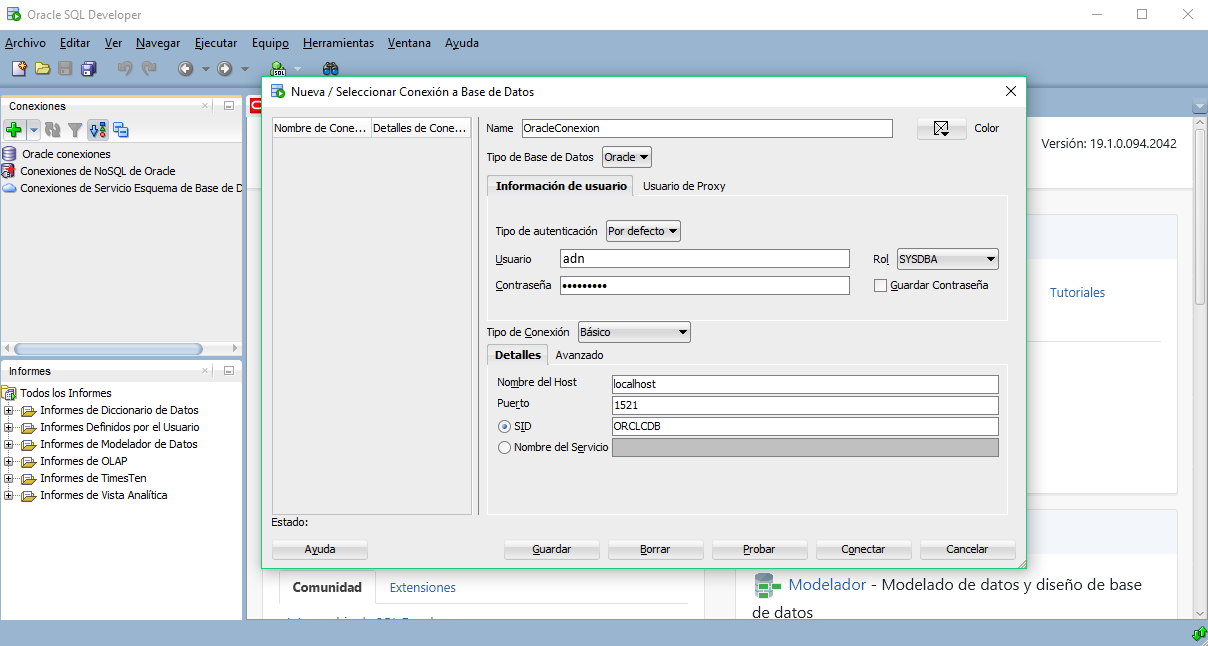 Oracle SQL Developer
Archivo Editar Ver Navegar Ejecutar Equipo Herramientas Ventana Ayuda
SQL
Conexiones
Oracle conexiones
Conexiones de NoSQL de Oracle
Conexiones de Servicio Esquema de Base de D
Informes
Todos los Informes
Informes de Diccionario de Datos
Informes Definidos por el Usuario
Informes de Modelador de Datos
Informes de OLAP
Informes de TimesTen
Informes de Vista Analítica
Nueva / Seleccionar Conexión a Base de Datos
Nombre de Cone... Detalles de Cone...
Name OracleConexion Color
Tipo de Base de Datos Oracle
Información de usuario Usuario de Proxy
Tipo de autenticación Por defecto
Usuario adn Rol SYSDBA
Contraseña ••••••••• Guardar Contraseña
Tipo de Conexión Básico
Detalles Avanzado
Nombre del Host localhost
Puerto 1521
SID ORCLCDB
Nombre del Servicio
Estado:
Ayuda Guardar Borrar Probar Conectar Cancelar
Versión: 19.1.0.094.2042
Tutoriales
Comunidad Extensiones
Modelador - Modelado de datos y diseño de base
de datos